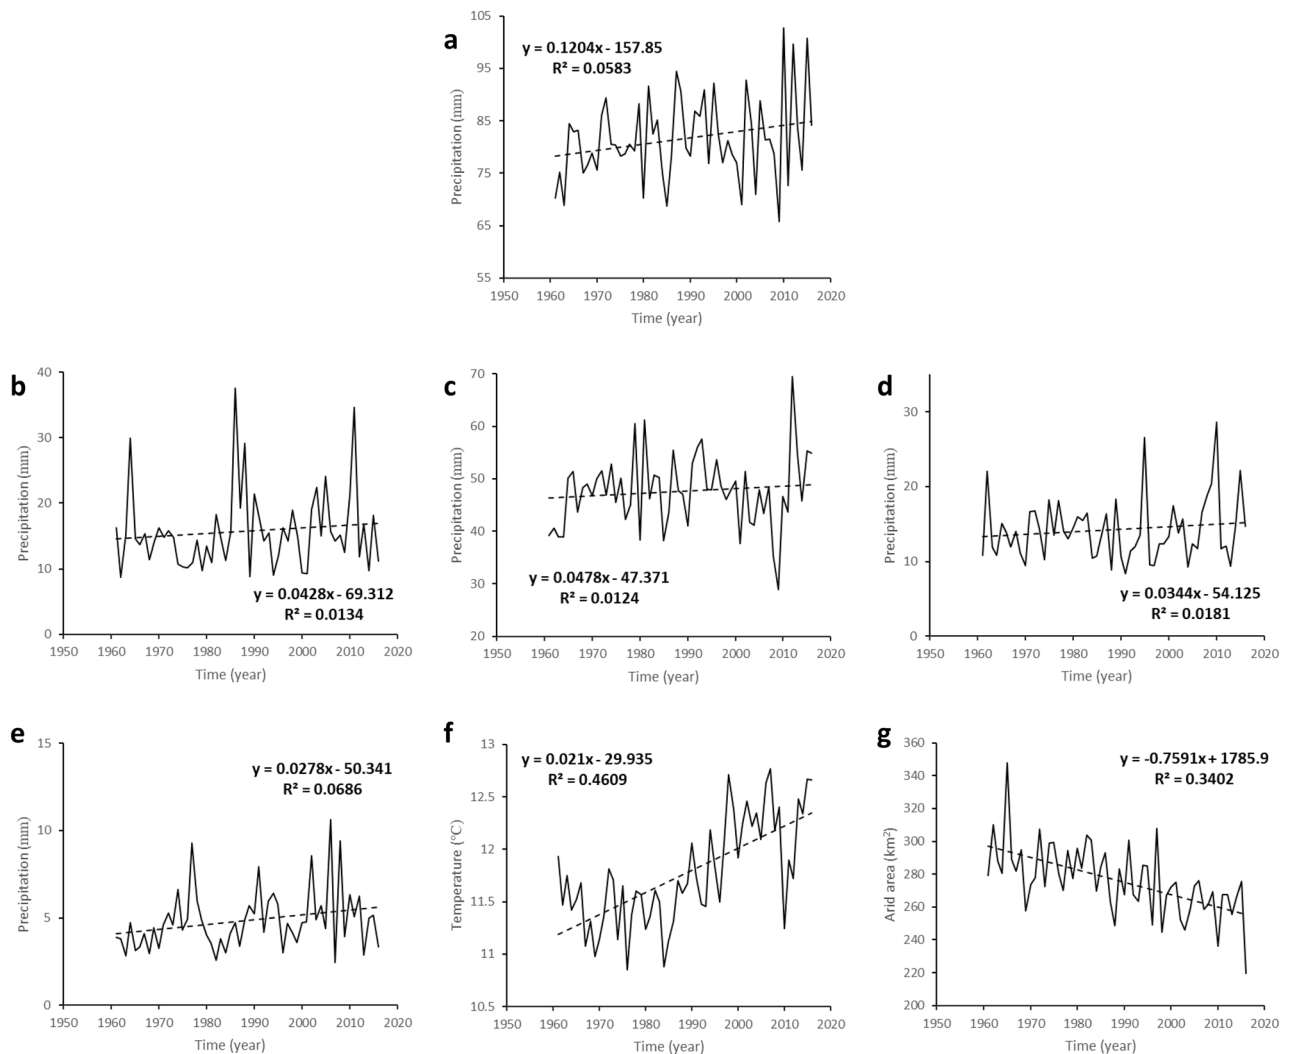 a
y = 0.1204x - 157.85
R² = 0.0583
105
95
85
75
65
55
Precipitation (mm)
1950 1960 1970 1980 1990 2000 2010 2020
Time (year)
b
40
30
20
10
0
Precipitation (mm)
y = 0.0428x - 69.312
R² = 0.0134
1950 1960 1970 1980 1990 2000 2010 2020
Time (year)
c
70
60
50
40
30
20
Precipitation (mm)
y = 0.0478x - 47.371
R² = 0.0124
1950 1960 1970 1980 1990 2000 2010 2020
Time (year)
d
30
20
10
0
Precipitation (mm)
y = 0.0344x - 54.125
R² = 0.0181
1950 1960 1970 1980 1990 2000 2010 2020
Time (year)
e
15
10
5
0
Precipitation (mm)
y = 0.0278x - 50.341
R² = 0.0686
1950 1960 1970 1980 1990 2000 2010 2020
Time (year)
f
13
12.5
12
11.5
11
10.5
Temperature (℃)
y = 0.021x - 29.935
R² = 0.4609
1950 1960 1970 1980 1990 2000 2010 2020
Time (year)
g
360
340
320
300
280
260
240
220
200
Arid area (km²)
y = -0.7591x + 1785.9
R² = 0.3402
1950 1960 1970 1980 1990 2000 2010 2020
Time (year)